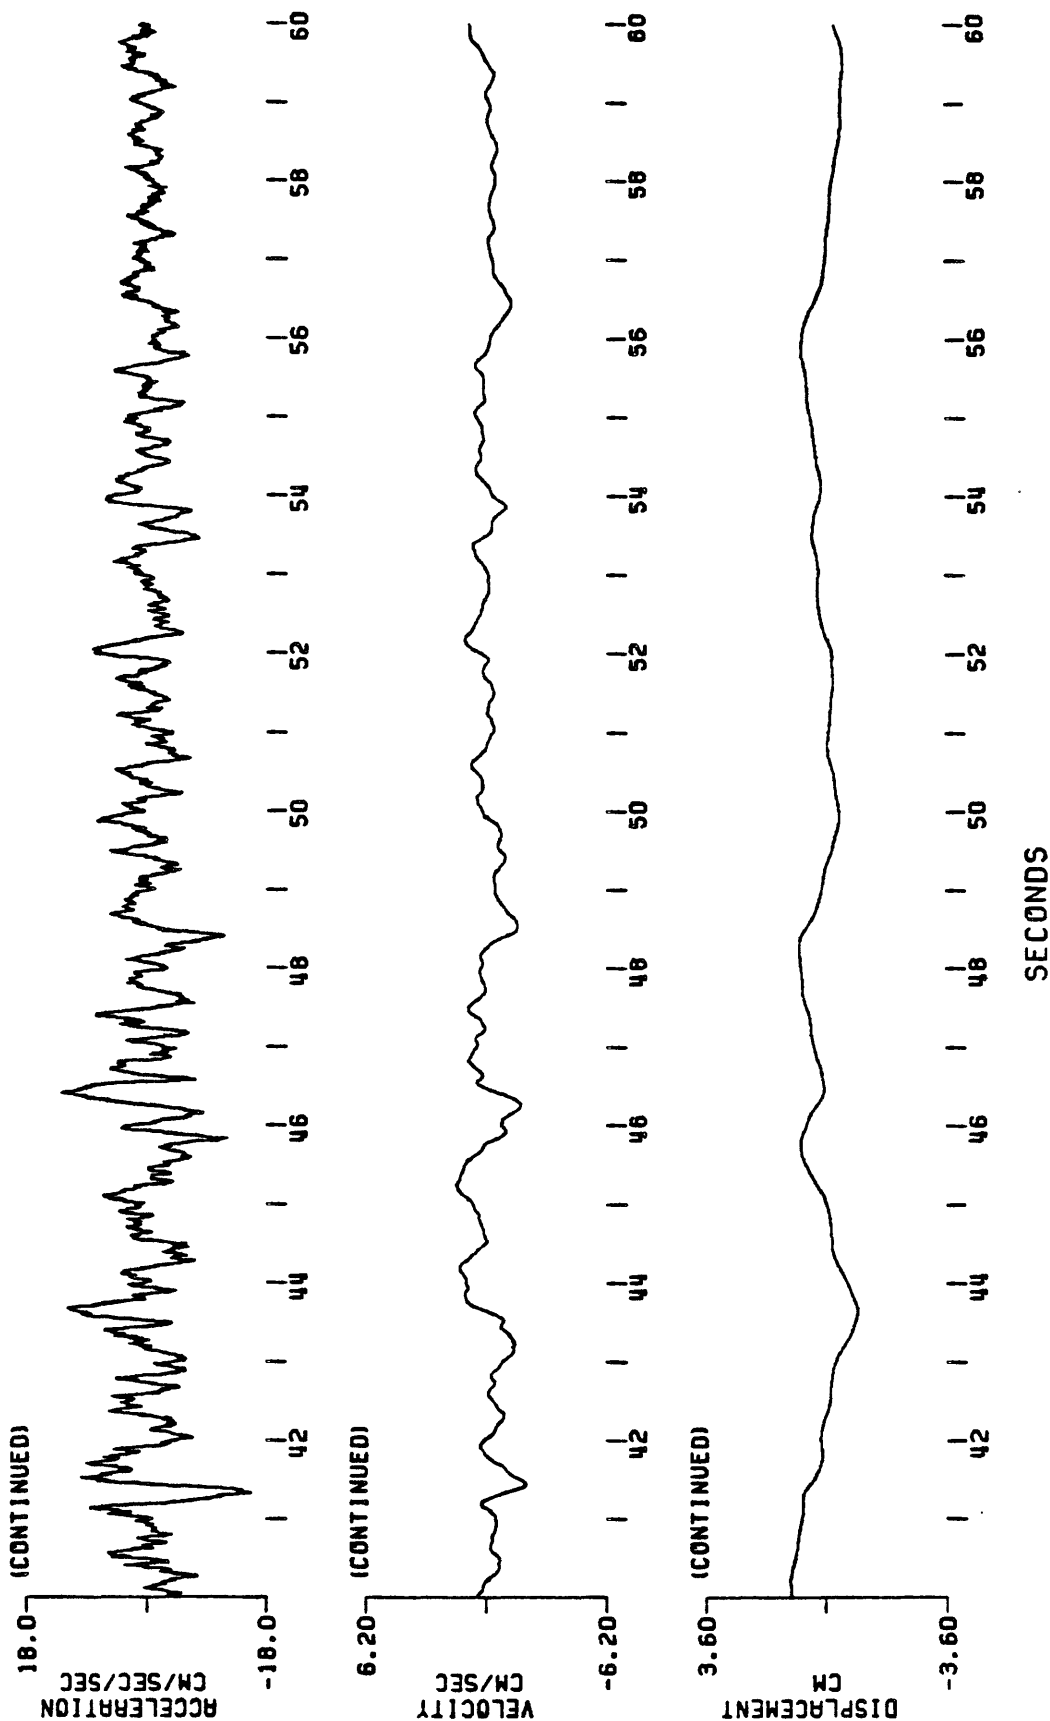 (CONTINUED)
18.0
-18.0
ACCELERATION
CM/SEC/SEC
42 44 46 48 50 52 54 56 58 60
(CONTINUED)
6.20
-6.20
VELOCITY
CM/SEC
42 44 46 48 50 52 54 56 58 60
(CONTINUED)
3.60
-3.60
DISPLACEMENT
CM
42 44 46 48 50 52 54 56 58 60
SECONDS